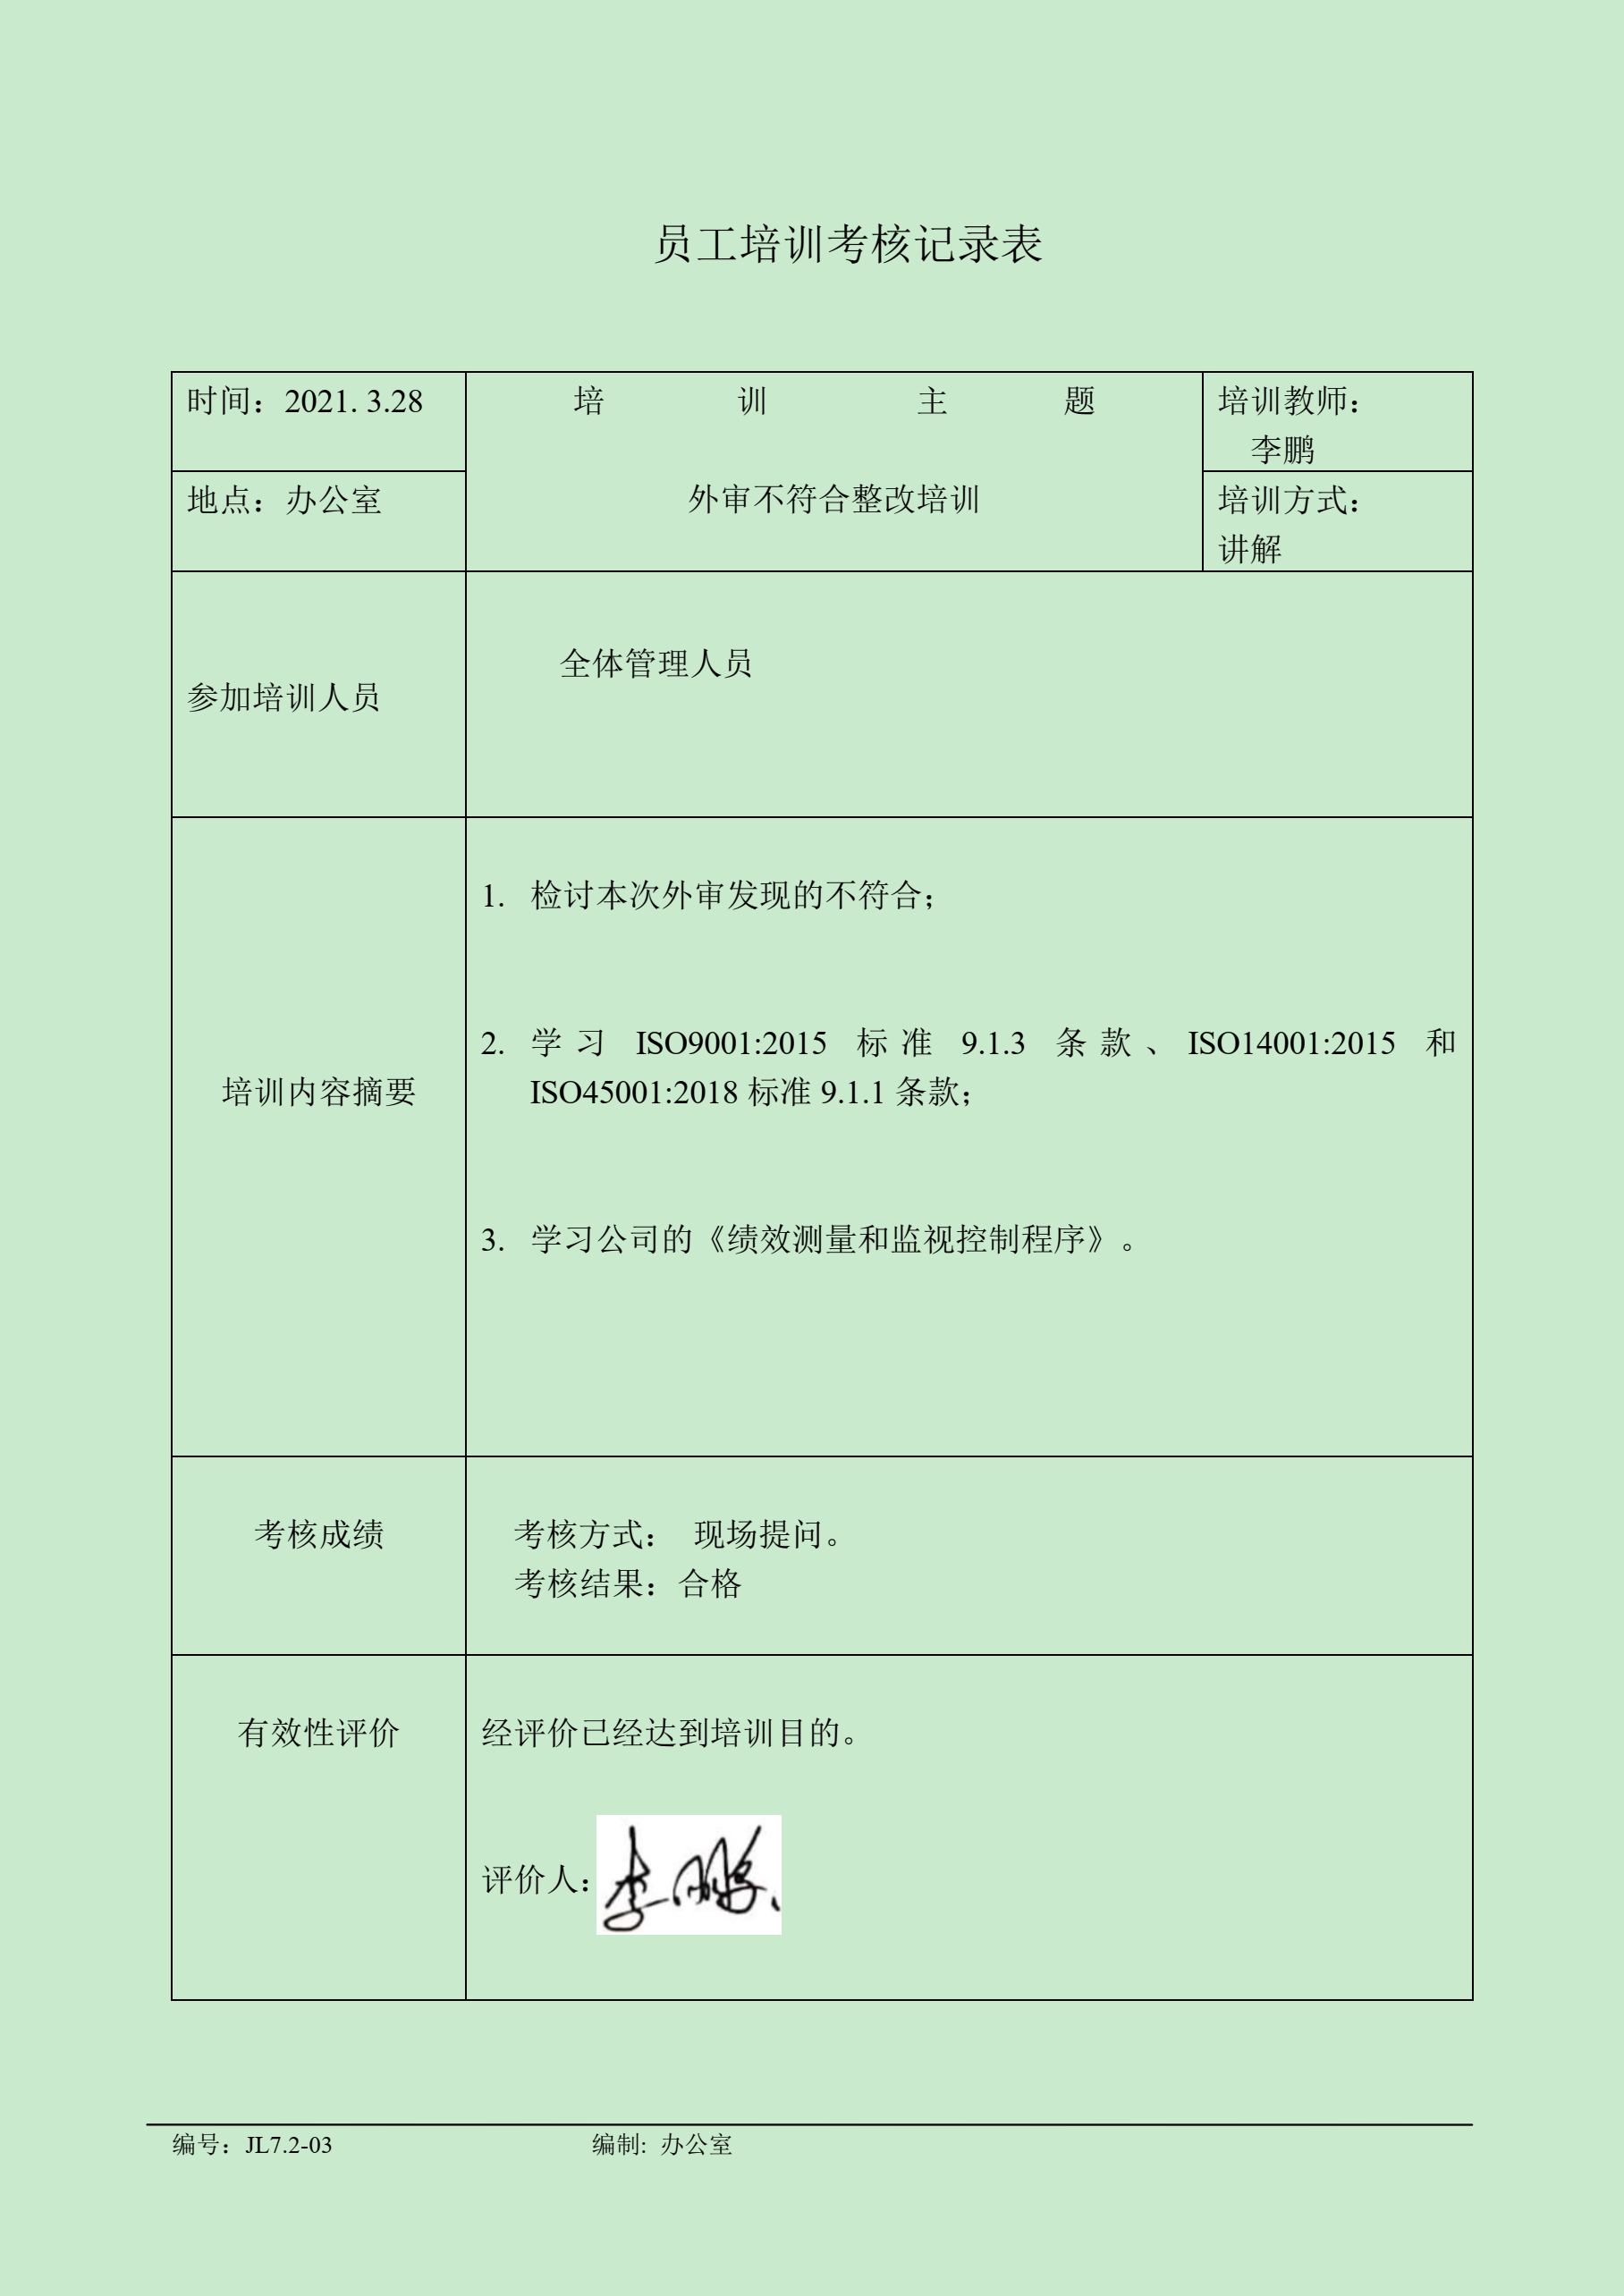 员工培训考核记录表
时间：2021. 3.28
培 训 主 题
培训教师：
李鹏
地点：办公室
外审不符合整改培训
培训方式：
讲解
参加培训人员
全体管理人员
培训内容摘要
1. 检讨本次外审发现的不符合；
2. 学习 ISO9001:2015 标准 9.1.3 条款、ISO14001:2015 和
ISO45001:2018 标准 9.1.1 条款；
3. 学习公司的《绩效测量和监视控制程序》。
考核成绩
考核方式： 现场提问。
考核结果：合格
有效性评价
经评价已经达到培训目的。
评价人：李鹏
编号：JL7.2-03 编制: 办公室